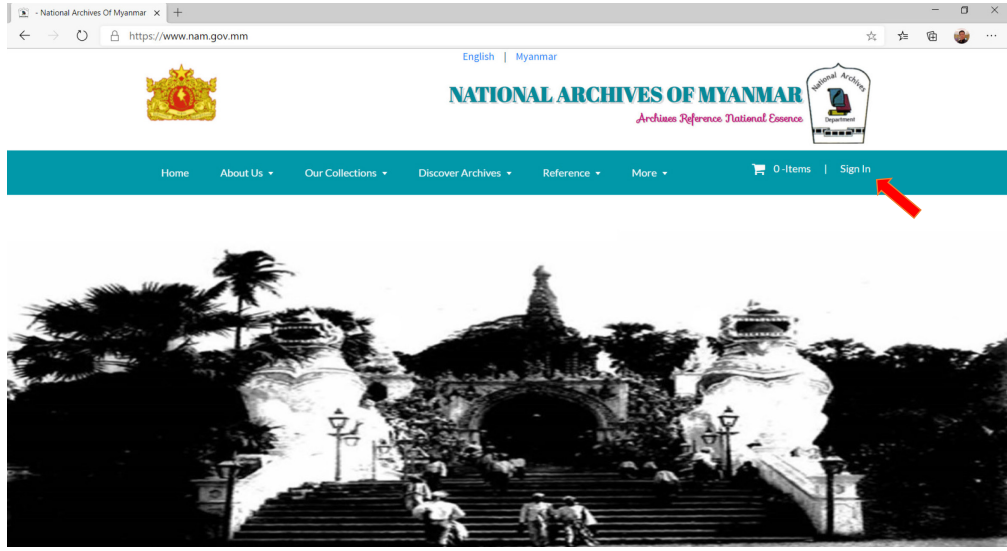 - National Archives Of Myanmar
https://www.nam.gov.mm
English | Myanmar
NATIONAL ARCHIVES OF MYANMAR
Archives Reference National Essence
National Archives
Department
Home About Us Our Collections Discover Archives Reference More 0 -Items | Sign In